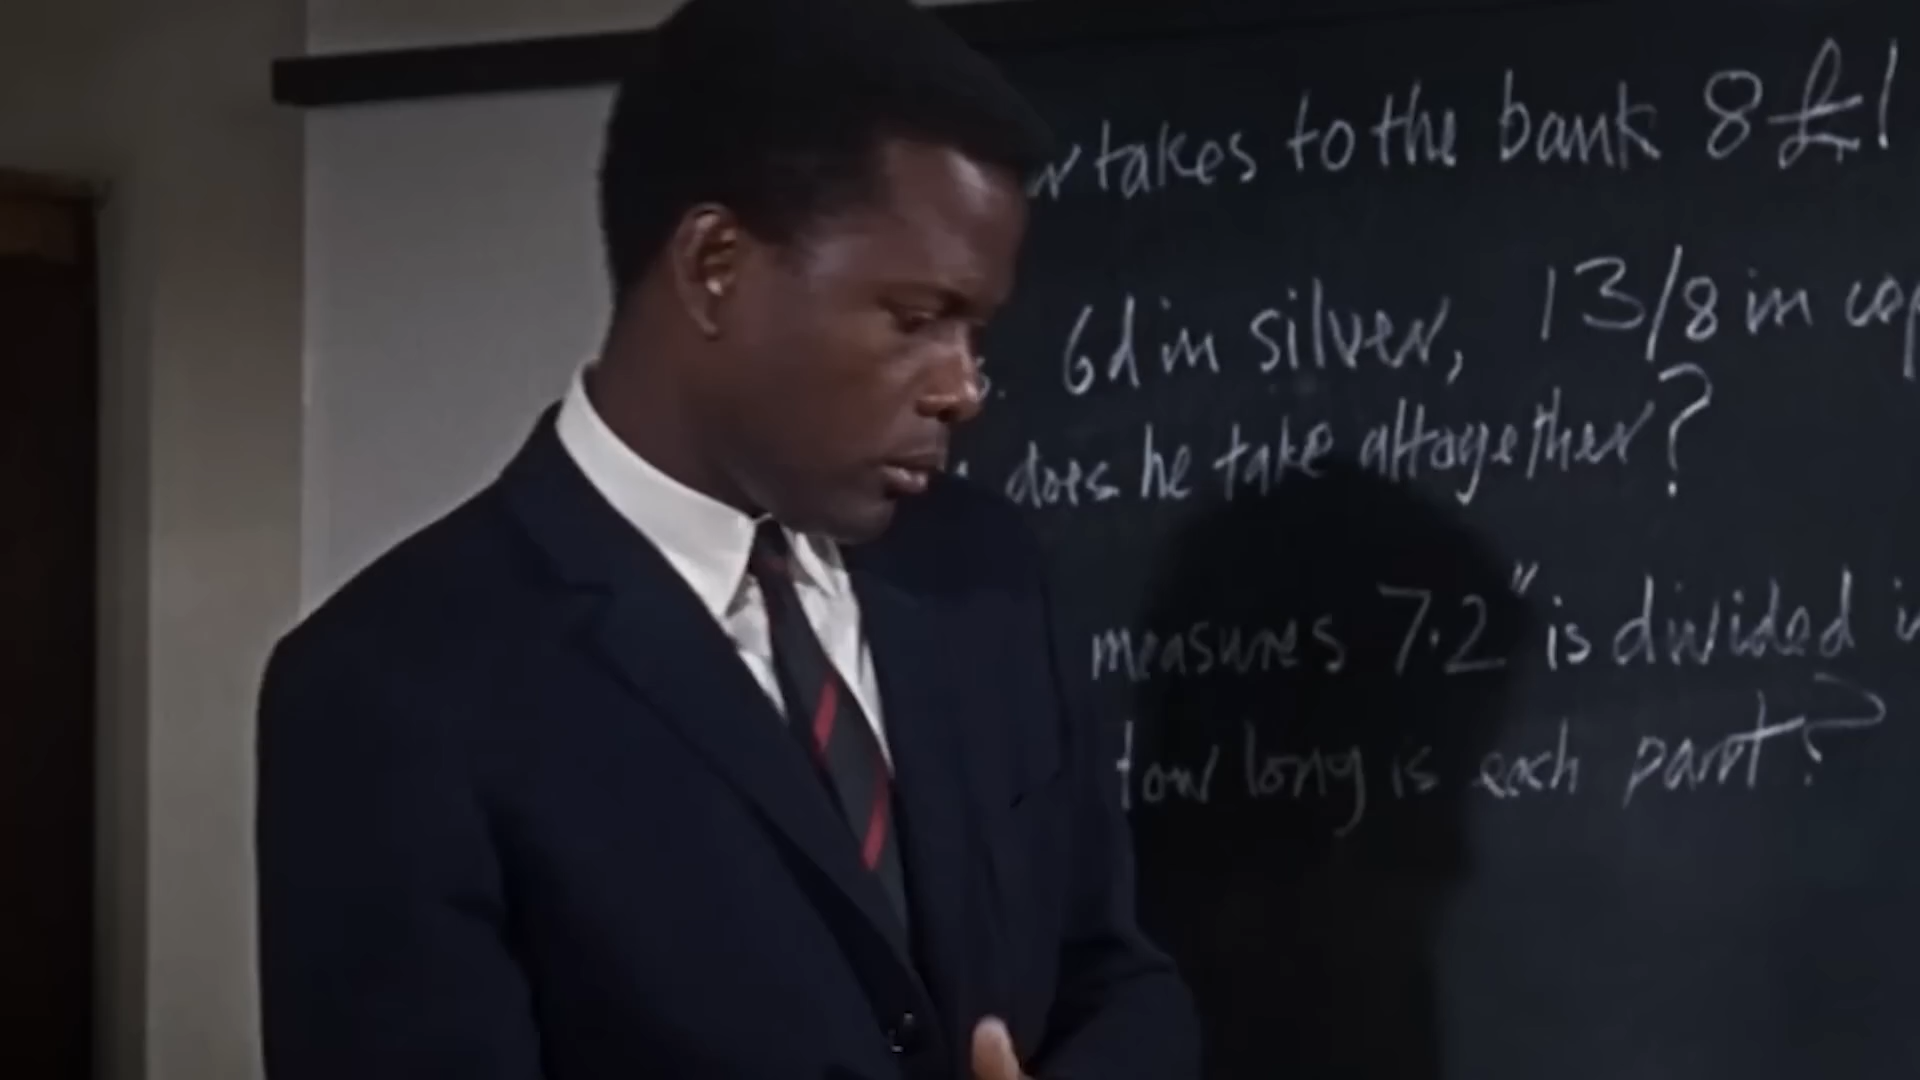 takes to the bank 8£1
6d in silver, 13/8 in cop
does he take altogether?
measures 7.2" is divided i
how long is each part?